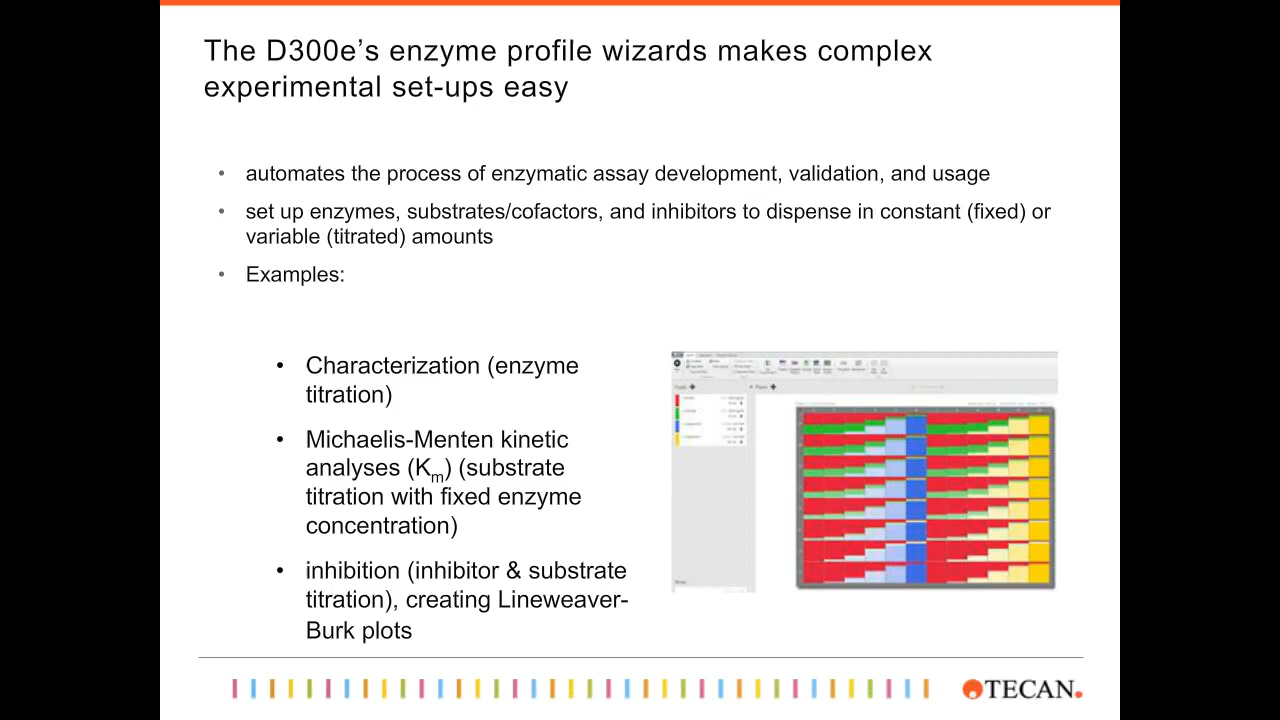 The D300e’s enzyme profile wizards makes complex
experimental set-ups easy
• automates the process of enzymatic assay development, validation, and usage
• set up enzymes, substrates/cofactors, and inhibitors to dispense in constant (fixed) or
variable (titrated) amounts
• Examples:
• Characterization (enzyme
titration)
• Michaelis-Menten kinetic
analyses (Km) (substrate
titration with fixed enzyme
concentration)
• inhibition (inhibitor & substrate
titration), creating Lineweaver-
Burk plots
TECAN.